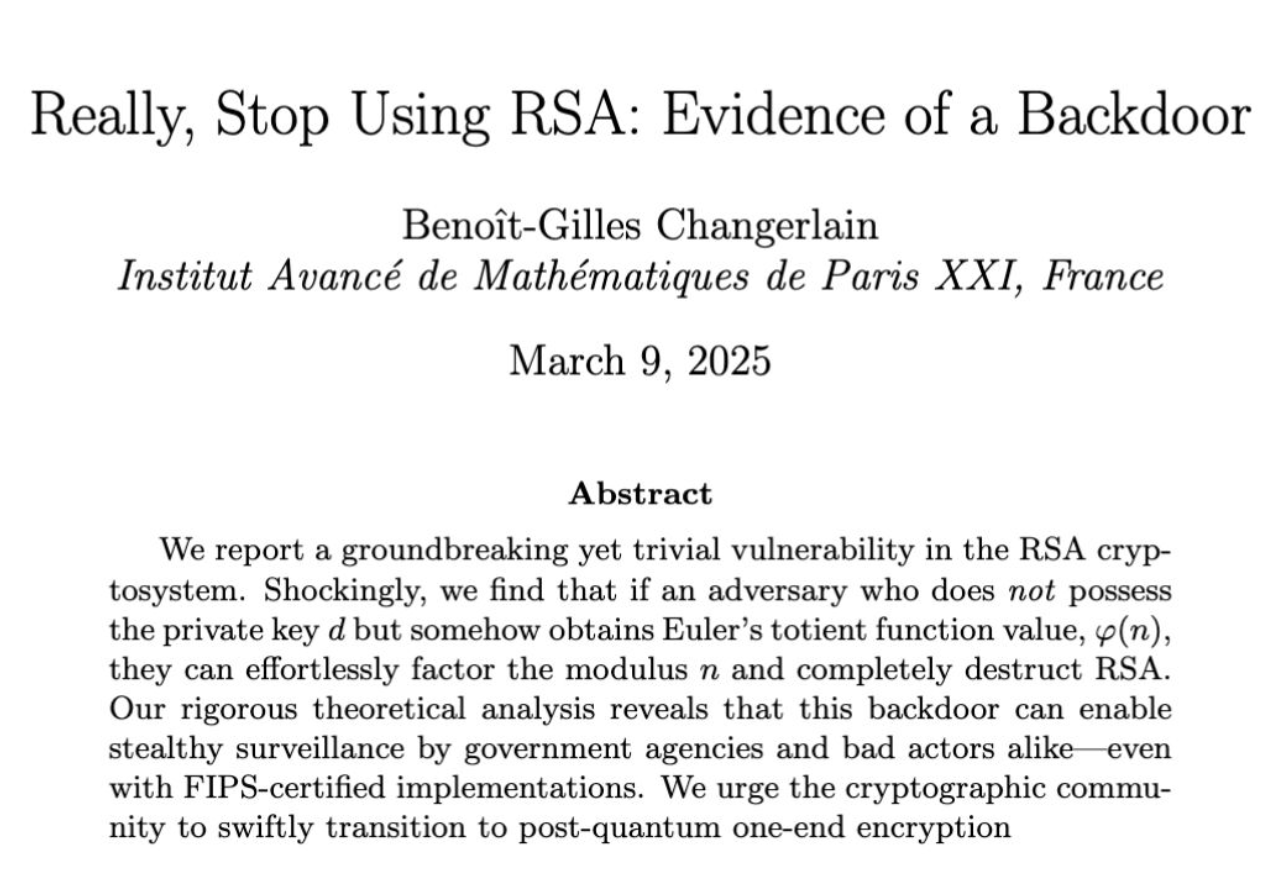 Really, Stop Using RSA: Evidence of a Backdoor
Benoît-Gilles Changerlain
Institut Avancé de Mathématiques de Paris XXI, France
March 9, 2025
Abstract
We report a groundbreaking yet trivial vulnerability in the RSA cryp-
tosystem. Shockingly, we find that if an adversary who does not possess
the private key d but somehow obtains Euler's totient function value, φ(n),
they can effortlessly factor the modulus n and completely destruct RSA.
Our rigorous theoretical analysis reveals that this backdoor can enable
stealthy surveillance by government agencies and bad actors alike—even
with FIPS-certified implementations. We urge the cryptographic commu-
nity to swiftly transition to post-quantum one-end encryption